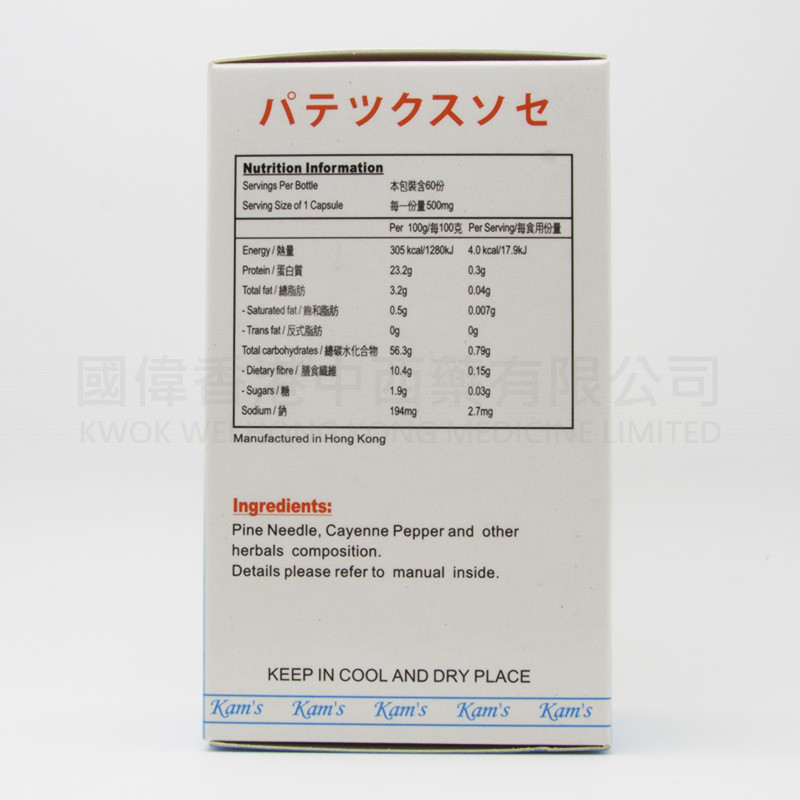 パテツクスソセ
Nutrition Information
Servings Per Bottle 本包裝含60份
Serving Size of 1 Capsule 每一份量500mg
Per 100g/每100克 Per Serving/每食用份量
Energy / 熱量 305 kcal/1280kJ 4.0 kcal/17.9kJ
Protein / 蛋白質 23.2g 0.3g
Total fat / 總脂肪 3.2g 0.04g
- Saturated fat / 飽和脂肪 0.5g 0.007g
- Trans fat / 反式脂肪 0g 0g
Total carbohydrates / 總碳水化合物 56.3g 0.79g
- Dietary fibre / 膳食纖維 10.4g 0.15g
- Sugars / 糖 1.9g 0.03g
Sodium / 鈉 194mg 2.7mg
國偉香港中西藥有限公司
KWOK WEI HONG KONG MEDICINE LIMITED
Manufactured in Hong Kong
Ingredients:
Pine Needle, Cayenne Pepper and other
herbals composition.
Details please refer to manual inside.
KEEP IN COOL AND DRY PLACE
Kam's Kam's Kam's Kam's Kam's